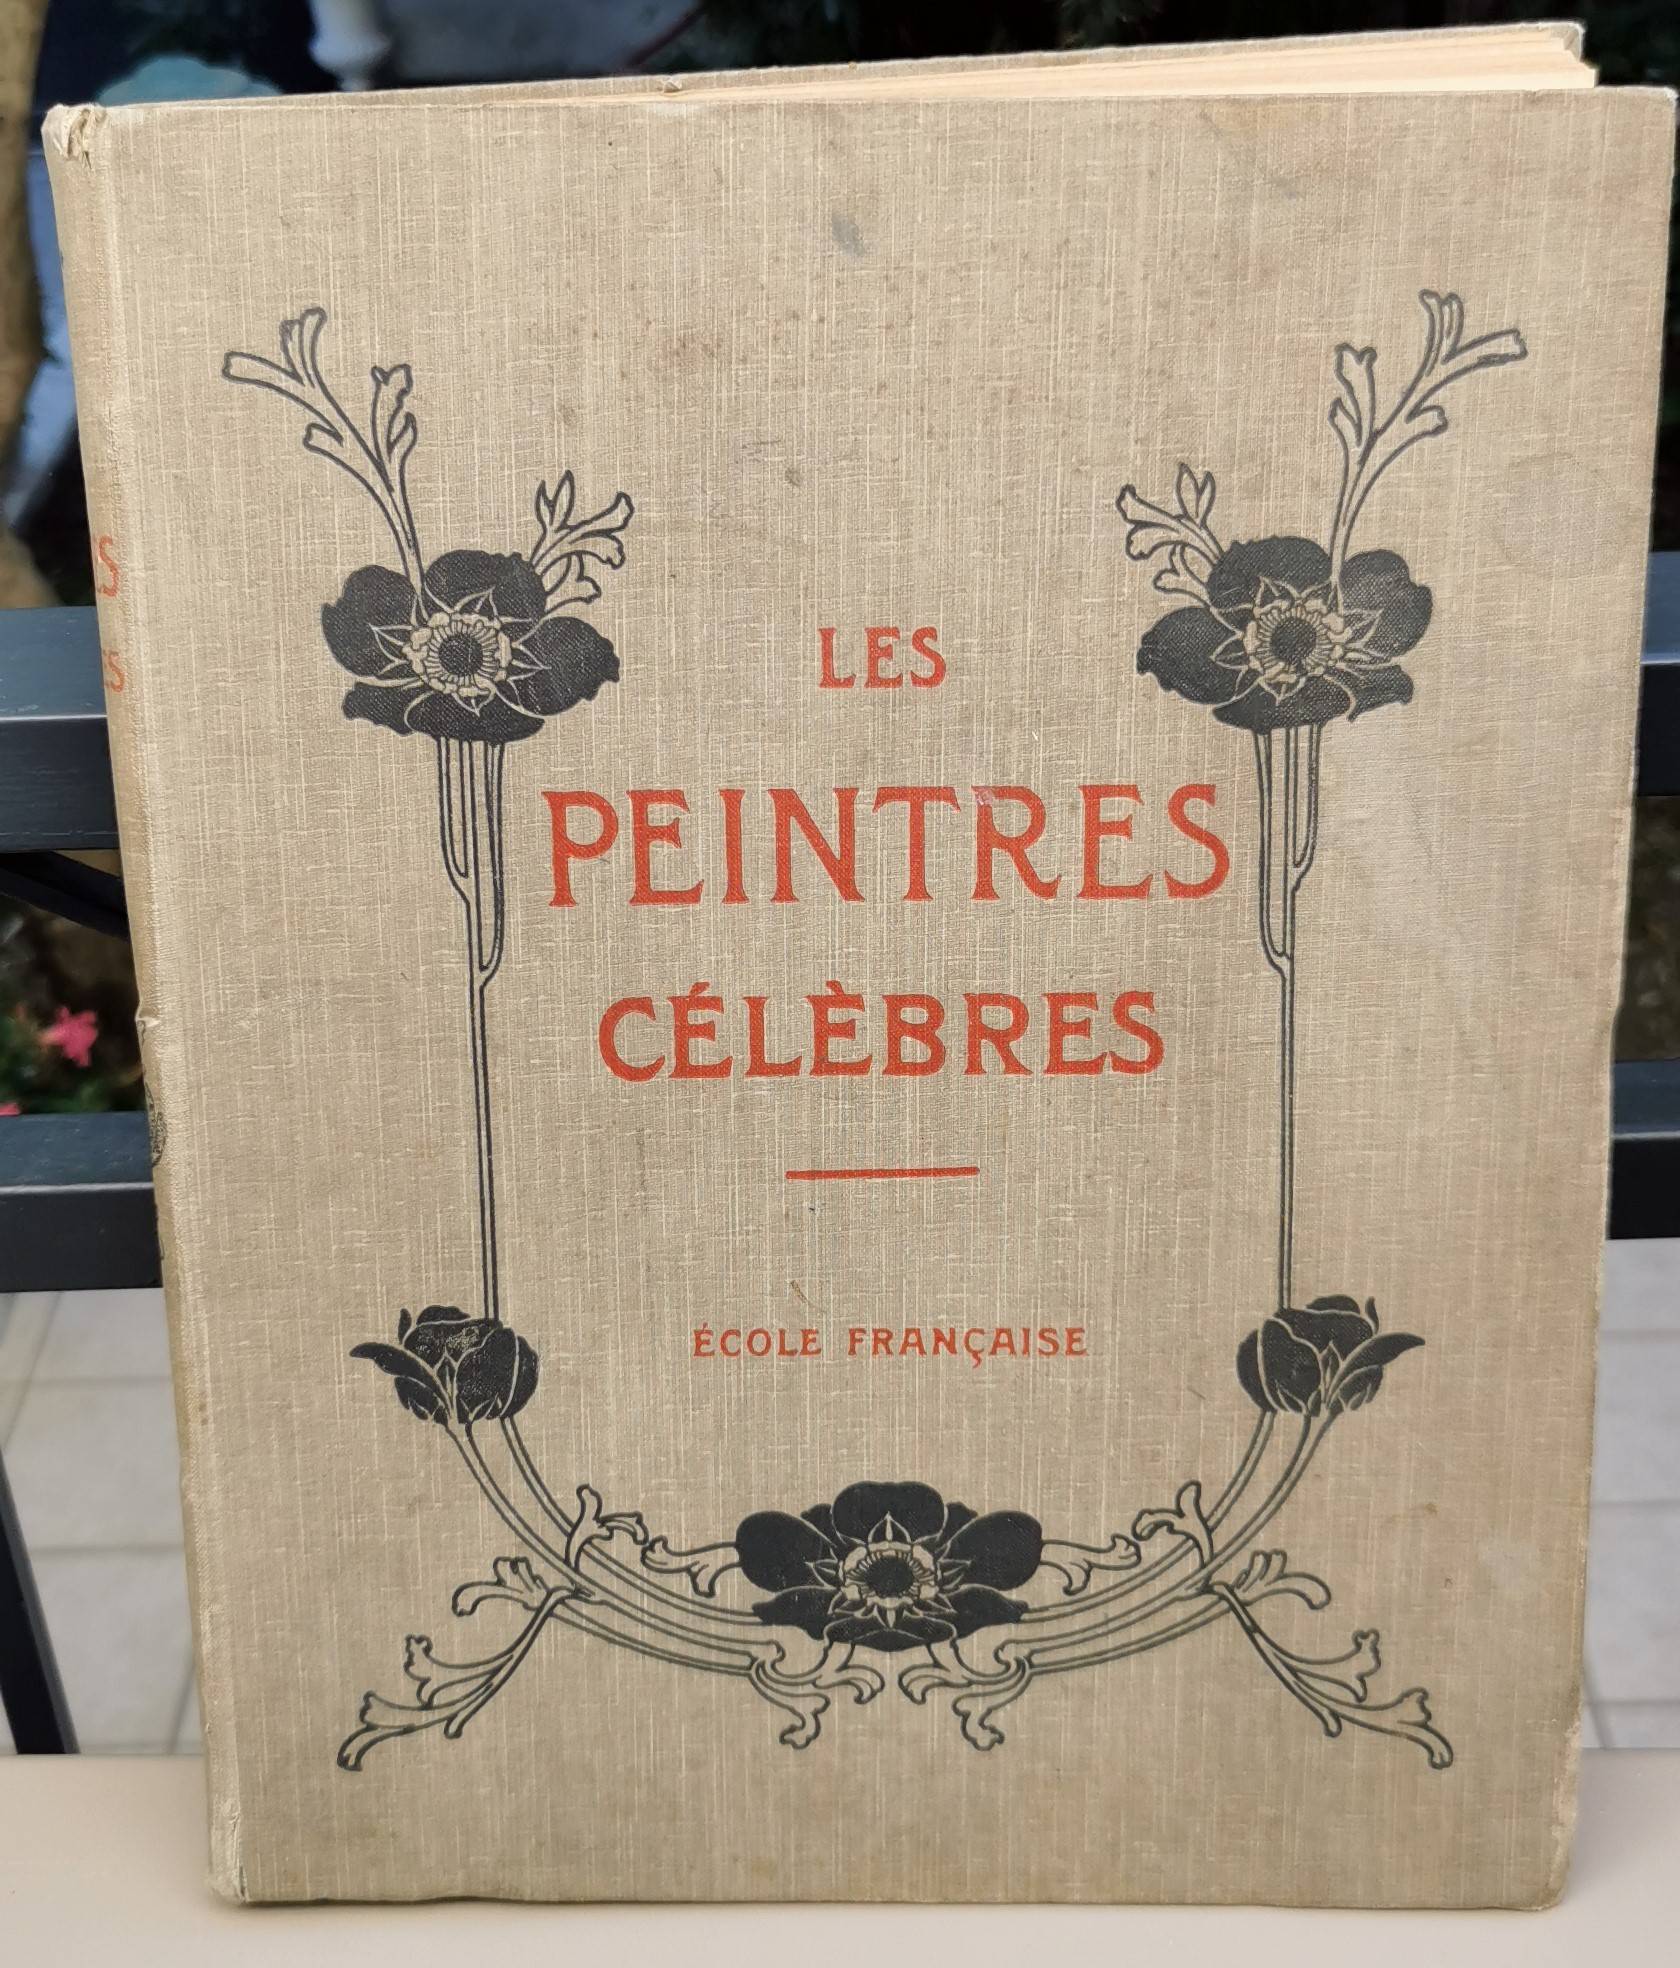 LES
PEINTRES
CÉLÈBRES
ÉCOLE FRANÇAISE